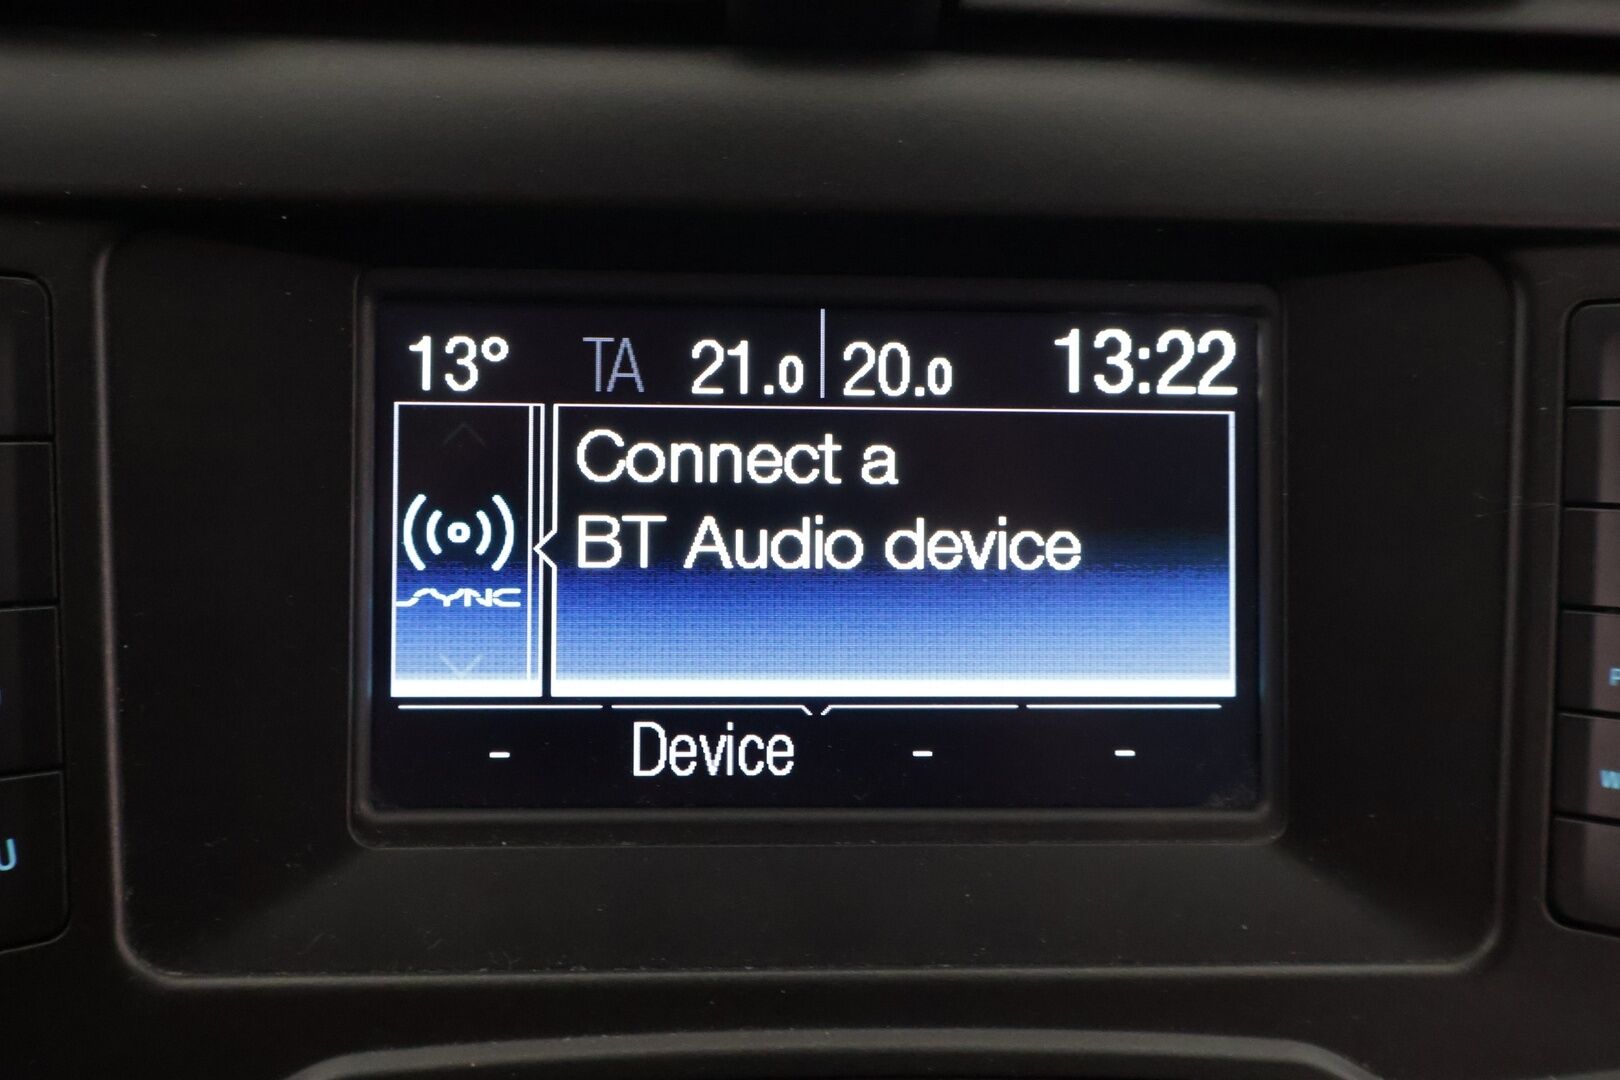 13° TA 21.0 20.0 13:22
Connect a
BT Audio device
SYNC
- Device - -
U